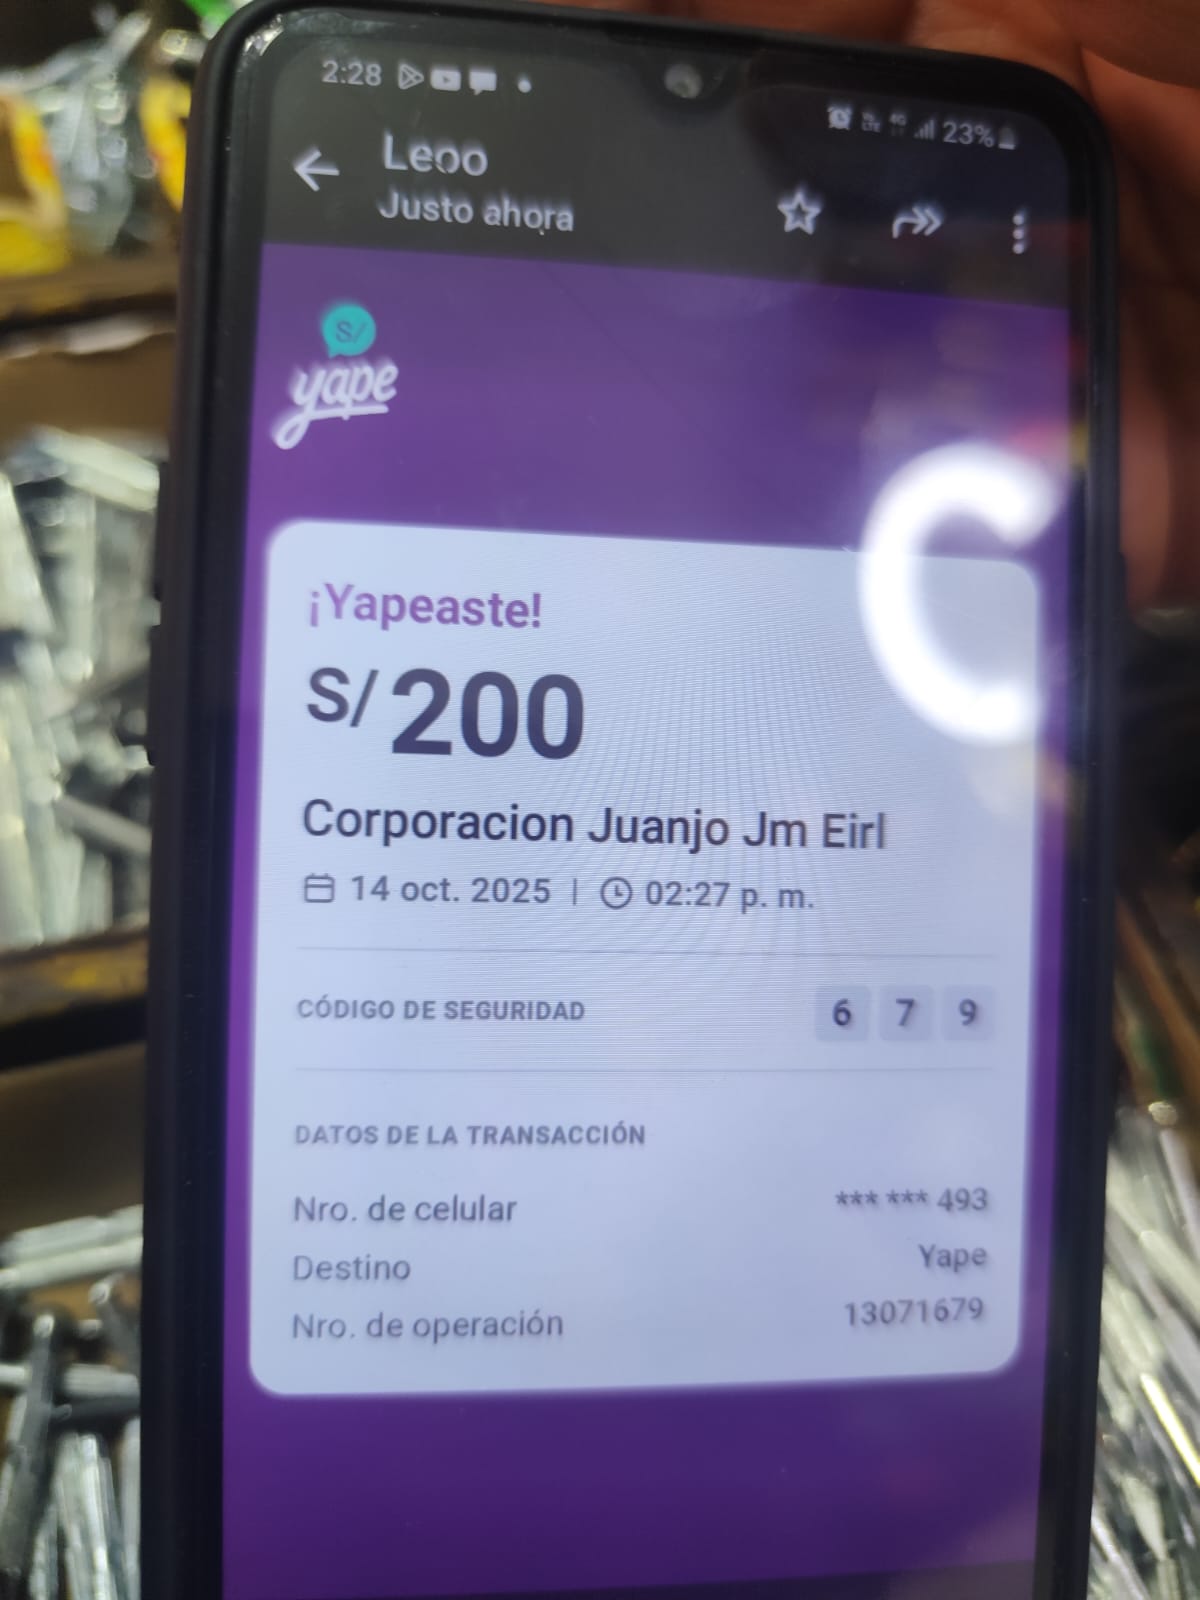 2:28
23%
Leoo
Justo ahora
S/
yape
¡Yapeaste!
S/ 200
Corporacion Juanjo Jm Eirl
14 oct. 2025 | 02:27 p. m.
CÓDIGO DE SEGURIDAD 6 7 9
DATOS DE LA TRANSACCIÓN
Nro. de celular *** *** 493
Destino Yape
Nro. de operación 13071679